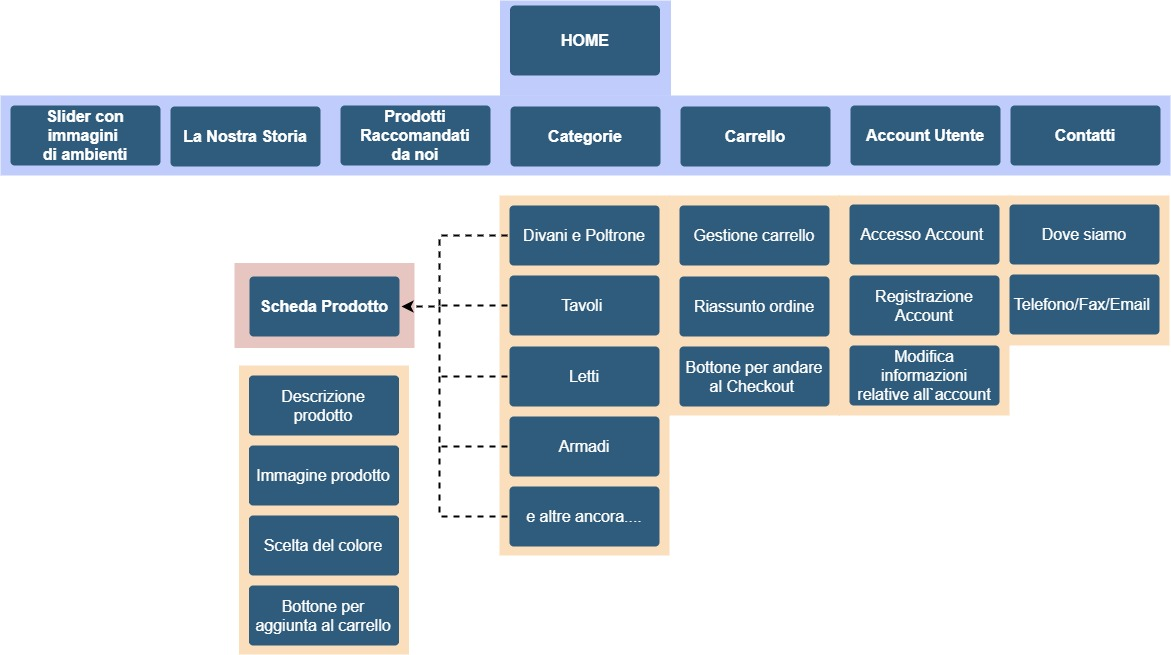 HOME
Slider con
immagini
di ambienti
La Nostra Storia
Prodotti
Raccomandati
da noi
Categorie
Carrello
Account Utente
Contatti
Divani e Poltrone
Gestione carrello
Accesso Account
Dove siamo
Scheda Prodotto
Tavoli
Riassunto ordine
Registrazione
Account
Telefono/Fax/Email
Letti
Bottone per andare
al Checkout
Modifica
informazioni
relative all`account
Descrizione
prodotto
Armadi
Immagine prodotto
e altre ancora....
Scelta del colore
Bottone per
aggiunta al carrello